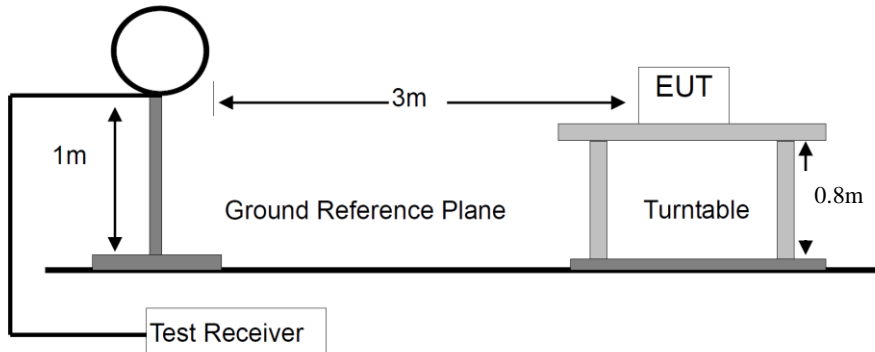 EUT
3m
1m
0.8m
Ground Reference Plane
Turntable
Test Receiver